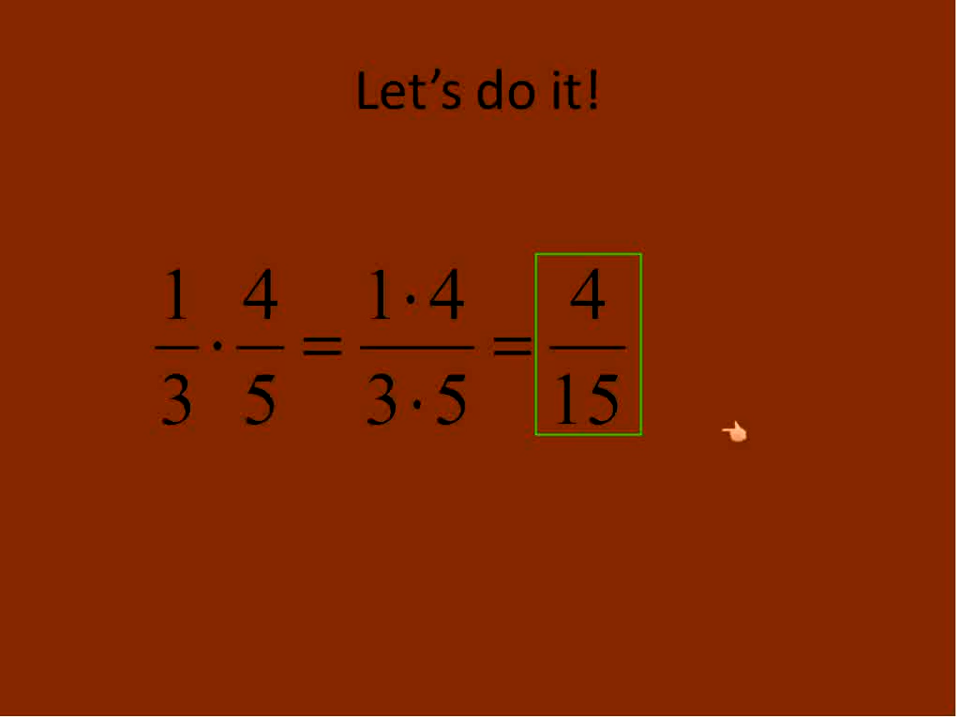 Let’s do it!
1/3 · 4/5 = 1·4/3·5 = 4/15